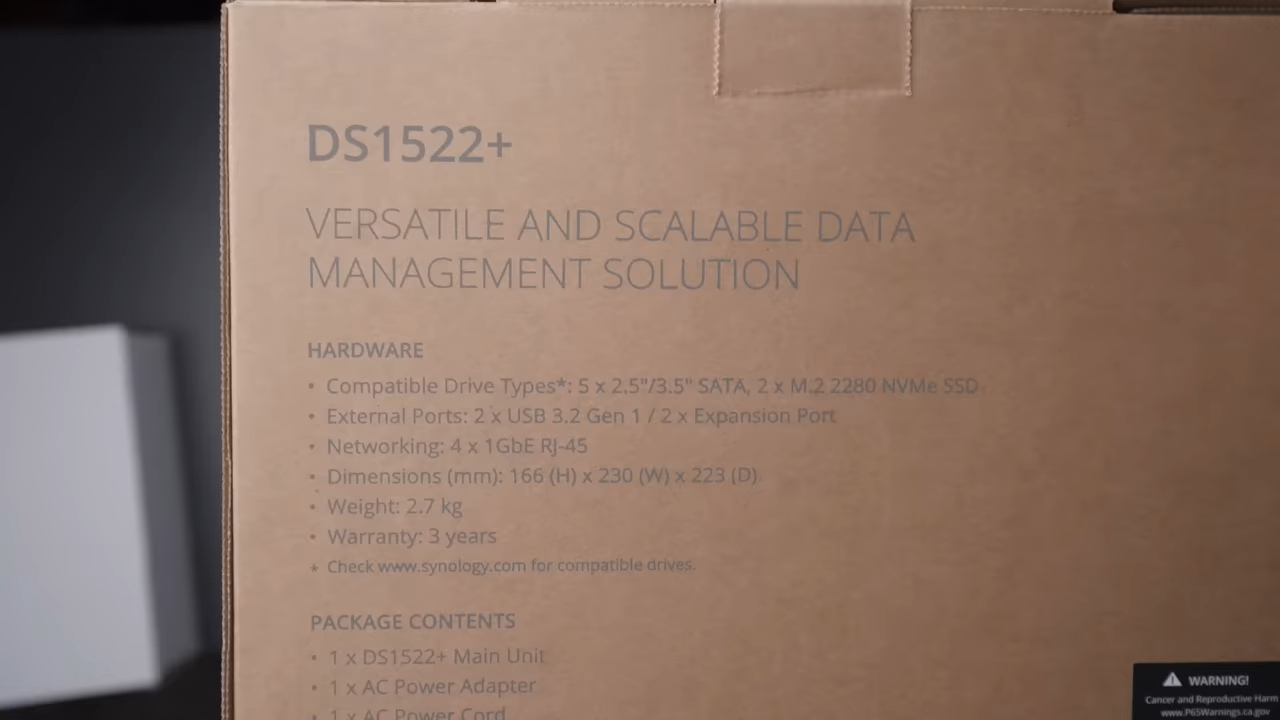 DS1522+
VERSATILE AND SCALABLE DATA
MANAGEMENT SOLUTION
HARDWARE
• Compatible Drive Types*: 5 x 2.5"/3.5" SATA, 2 x M.2 2280 NVMe SSD
• External Ports: 2 x USB 3.2 Gen 1 / 2 x Expansion Port
• Networking: 4 x 1GbE RJ-45
• Dimensions (mm): 166 (H) x 230 (W) x 223 (D)
• Weight: 2.7 kg
• Warranty: 3 years
* Check www.synology.com for compatible drives.
PACKAGE CONTENTS
• 1 x DS1522+ Main Unit
• 1 x AC Power Adapter
• 1 x AC Power Cord
WARNING!
Cancer and Reproductive Harm
www.P65Warnings.ca.gov